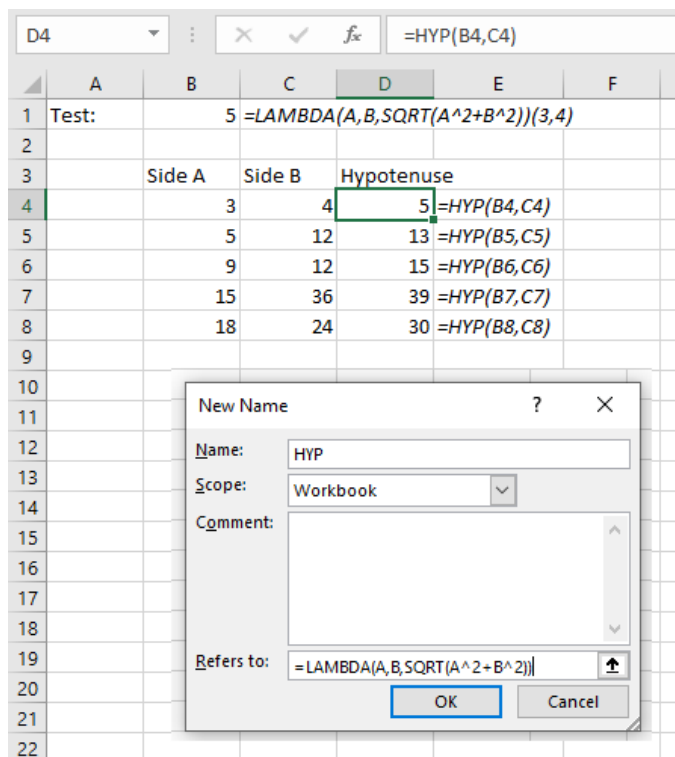 D4 fx =HYP(B4,C4)
A B C D E F
1 Test: 5 =LAMBDA(A,B,SQRT(A^2+B^2))(3,4)
2
3 Side A Side B Hypotenuse
4 3 4 5 =HYP(B4,C4)
5 5 12 13 =HYP(B5,C5)
6 9 12 15 =HYP(B6,C6)
7 15 36 39 =HYP(B7,C7)
8 18 24 30 =HYP(B8,C8)
9
10
11
12
13
14
15
16
17
18
19
20
21
22
New Name ?
Name: HYP
Scope: Workbook
Comment:
Refers to: =LAMBDA(A,B,SQRT(A^2+B^2))
OK Cancel